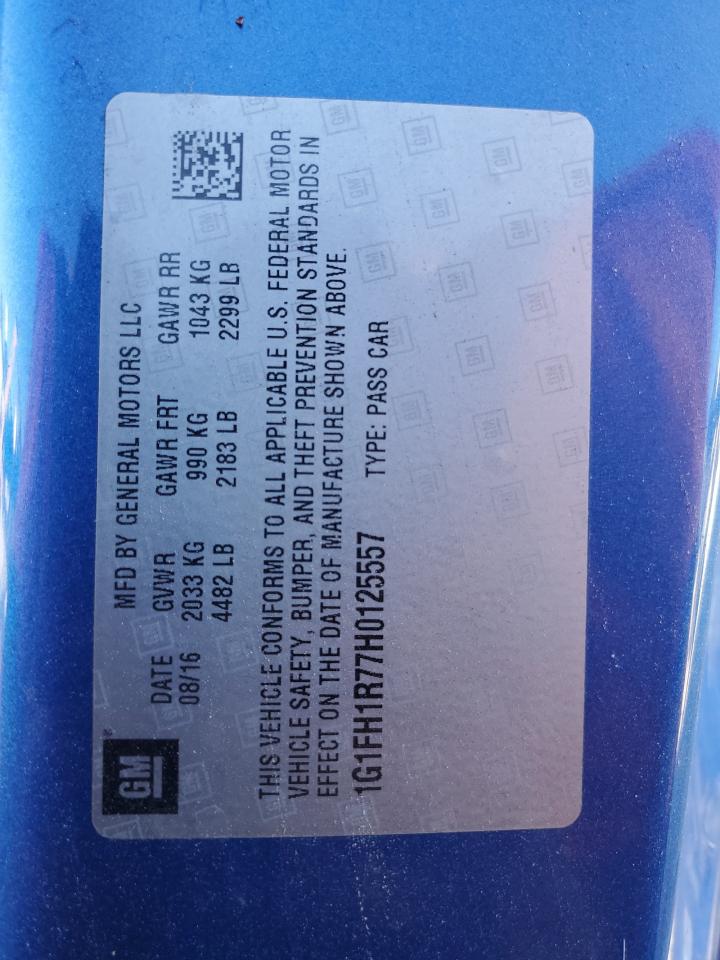 GM
MFD BY GENERAL MOTORS LLC
DATE GVWR GAWR FRT GAWR RR
08/16 2033 KG 990 KG 1043 KG
4482 LB 2183 LB 2299 LB
THIS VEHICLE CONFORMS TO ALL APPLICABLE U.S. FEDERAL MOTOR
VEHICLE SAFETY, BUMPER, AND THEFT PREVENTION STANDARDS IN
EFFECT ON THE DATE OF MANUFACTURE SHOWN ABOVE.
1G1FH1R77H0125557 TYPE: PASS CAR